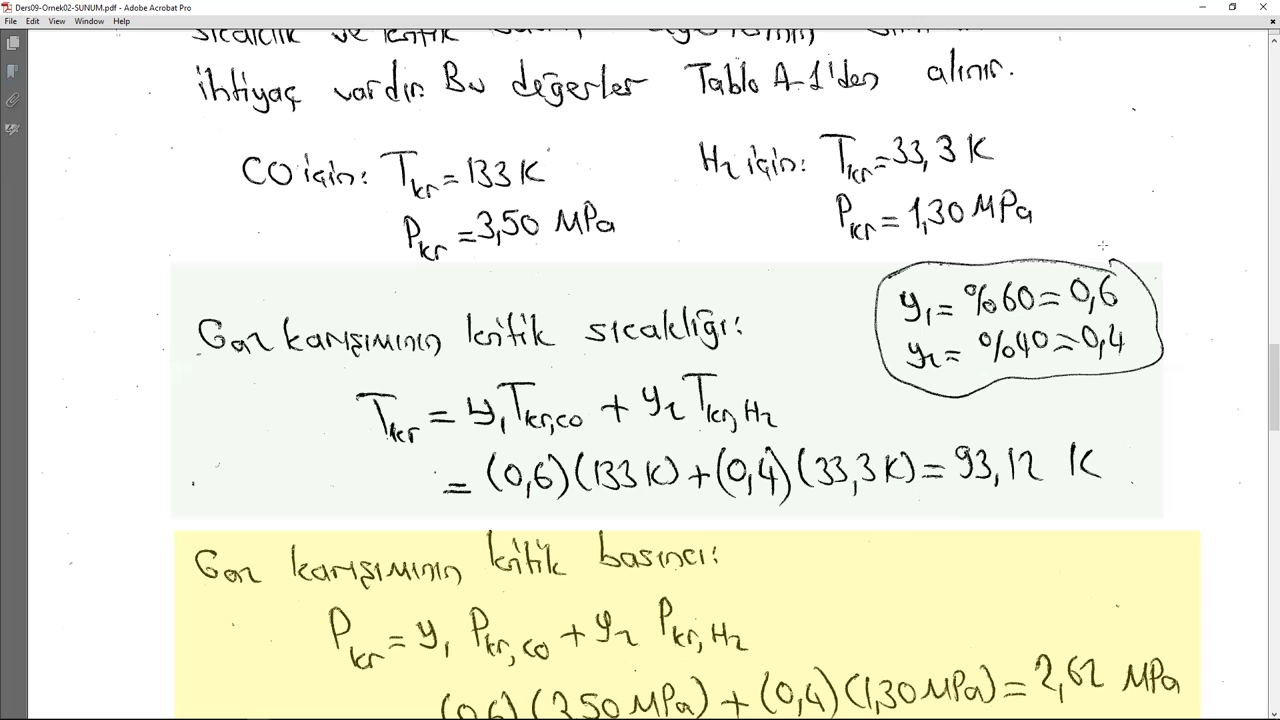 Ders09-Ornek02-SUNUM.pdf - Adobe Acrobat Pro
File Edit View Window Help
ve kritik
ihtiyaç vardır. Bu değerler Tablo A-1'den alınır.
CO için: Tkr = 133 K
Pkr = 3,50 MPa
H2 için: Tkr = 33,3 K
Pkr = 1,30 MPa
y1 = %60 = 0,6
y2 = %40 = 0,4
Gaz karışımının kritik sıcaklığı:
Tkr = y1 Tkr,CO + y2 Tkr,H2
= (0,6)(133 K) + (0,4)(33,3 K) = 93,12 K
Gaz karışımının kritik basıncı:
Pkr = y1 Pkr,CO + y2 Pkr,H2
(0,6)(3,50 MPa) + (0,4)(1,30 MPa) = 2,62 MPa